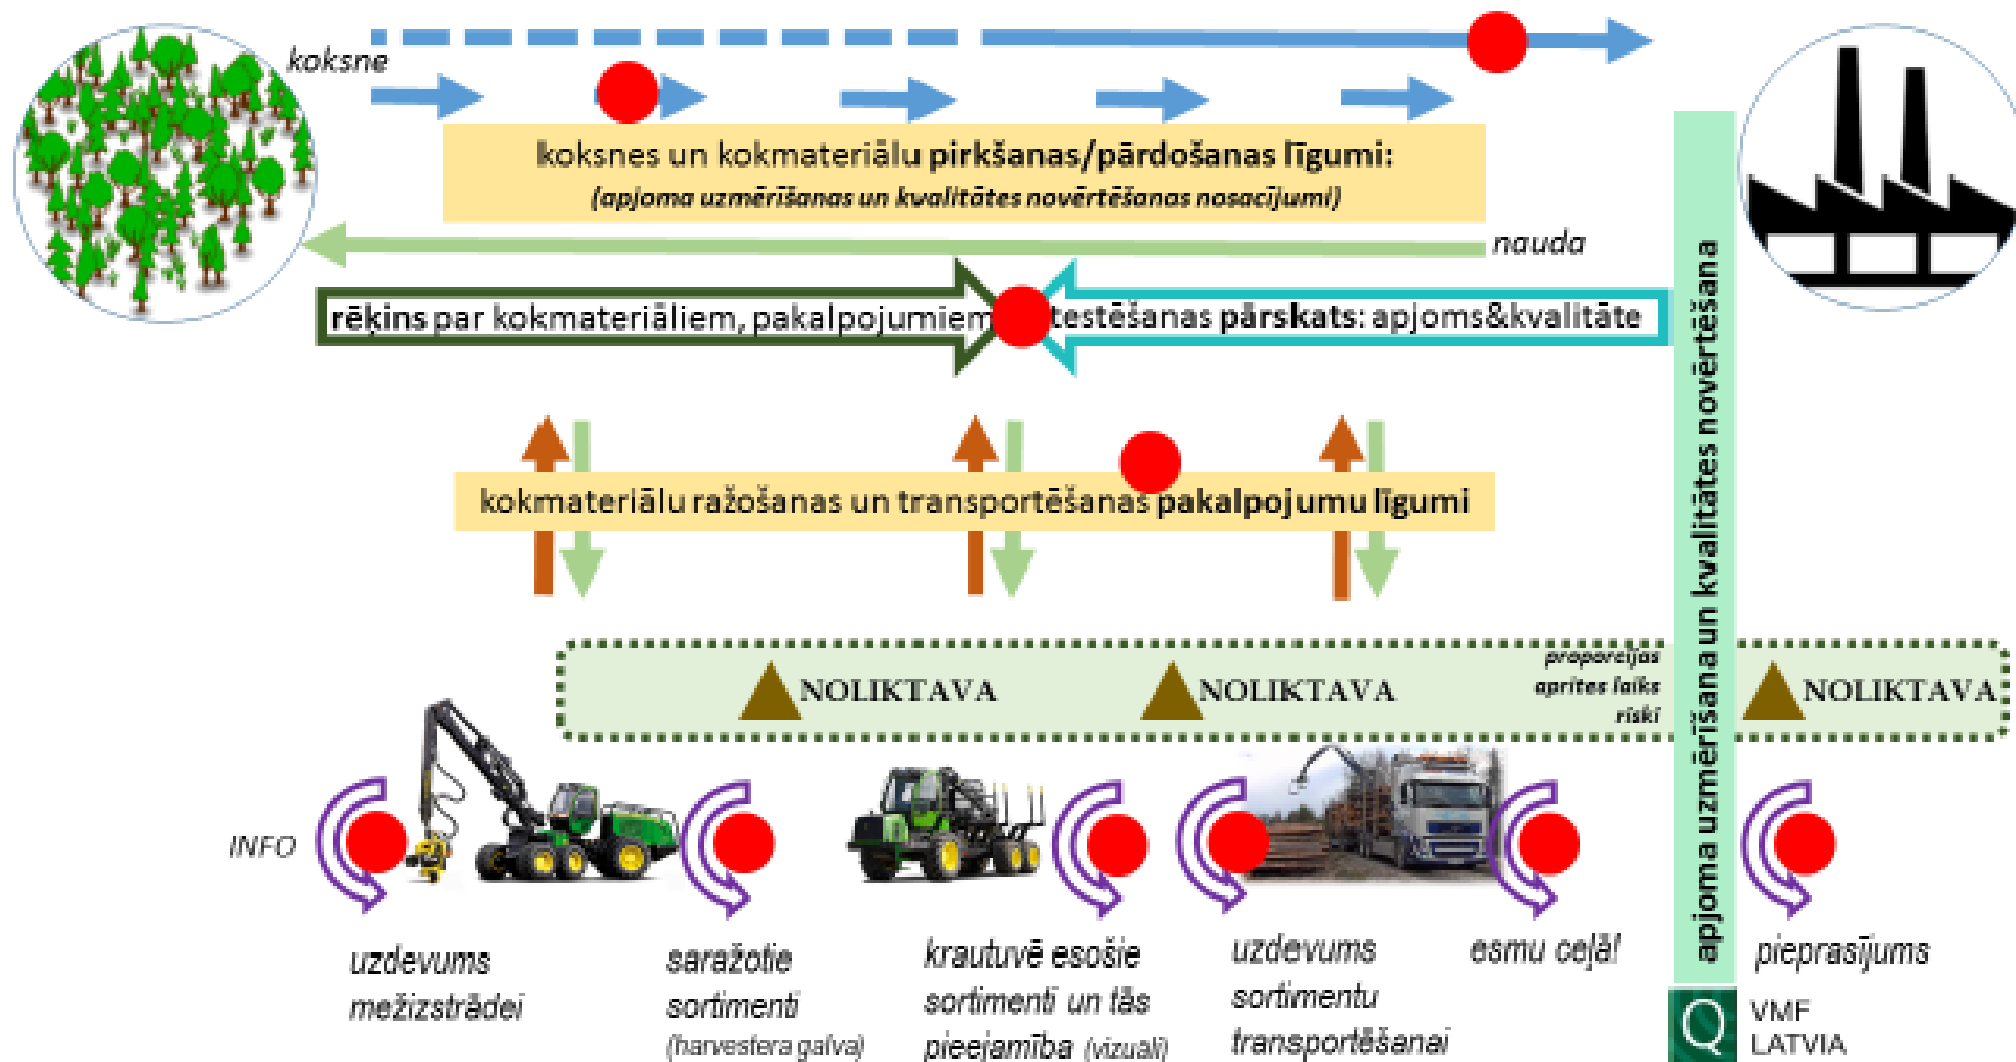 koksne
koksnes un kokmateriālu pirkšanas/pārdošanas līgumi:
(apjoma uzmērīšanas un kvalitātes novērtēšanas nosacījumi)
nauda
rēķins par kokmateriāliem, pakalpojumiem
testēšanas pārskats: apjoms&kvalitāte
kokmateriālu ražošanas un transportēšanas pakalpojumu līgumi
apjoma uzmērīšana un kvalitātes novērtēšana
NOLIKTAVA
NOLIKTAVA
proporcijas
aprites laiks
riski
NOLIKTAVA
INFO
uzdevums
mežizstrādei
saražotie
sortimenti
(harvestera galva)
krautuvē esošie
sortimenti un tās
pieejamība (vizuāli)
uzdevums
sortimentu
transportēšanai
esmu ceļā!
pieprasījums
Q VMF
LATVIA